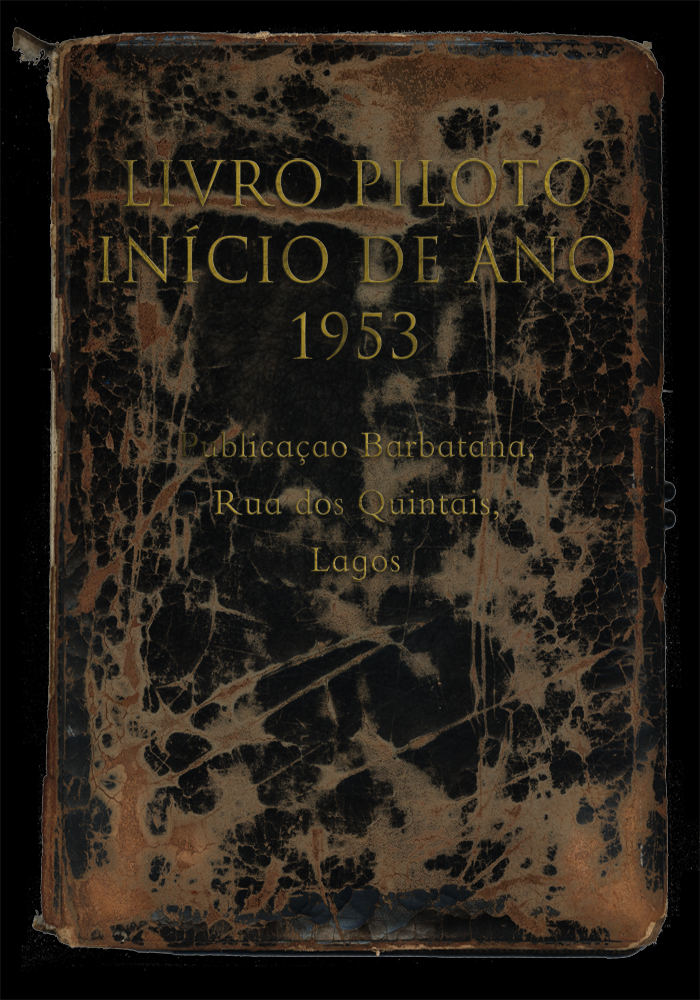 LIVRO PILOTO
INÍCIO DE ANO
1953
Publicaçao Barbatana,
Rua dos Quintais,
Lagos